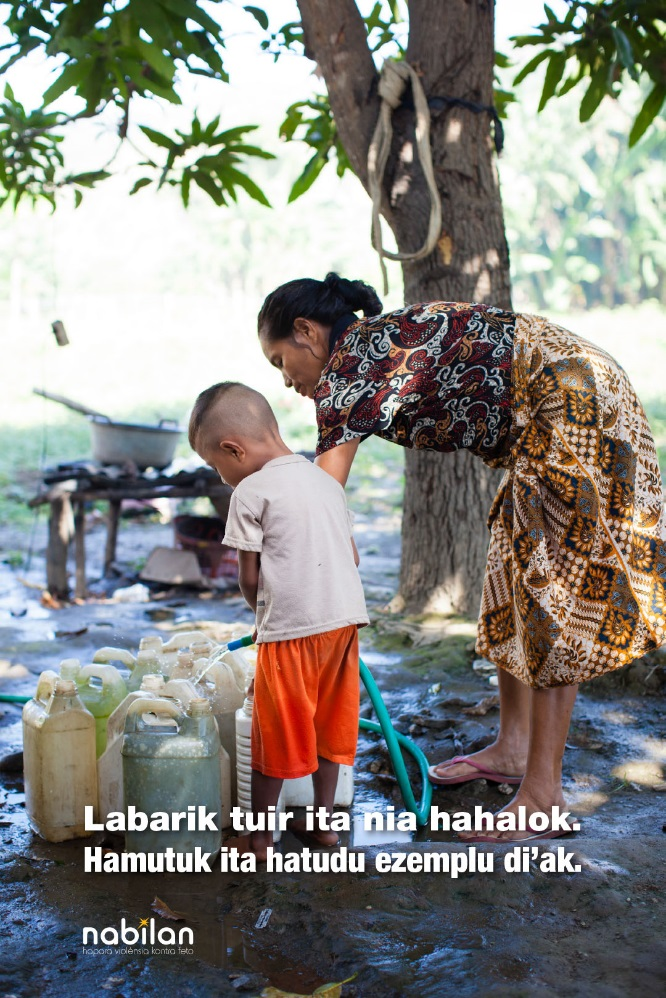 Labarik tuir ita nia hahalok.
Hamutuk ita hatudu ezemplu di’ak.
nabilan
hapara violénsia kontra feto